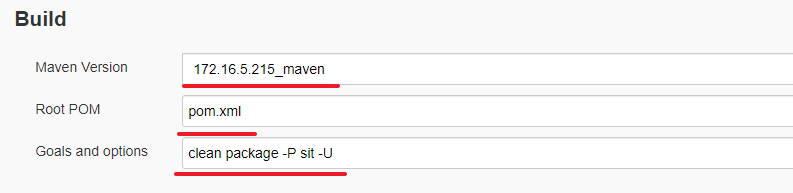 Build
Maven Version
172.16.5.215_maven
Root POM
pom.xml
Goals and options
clean package -P sit -U